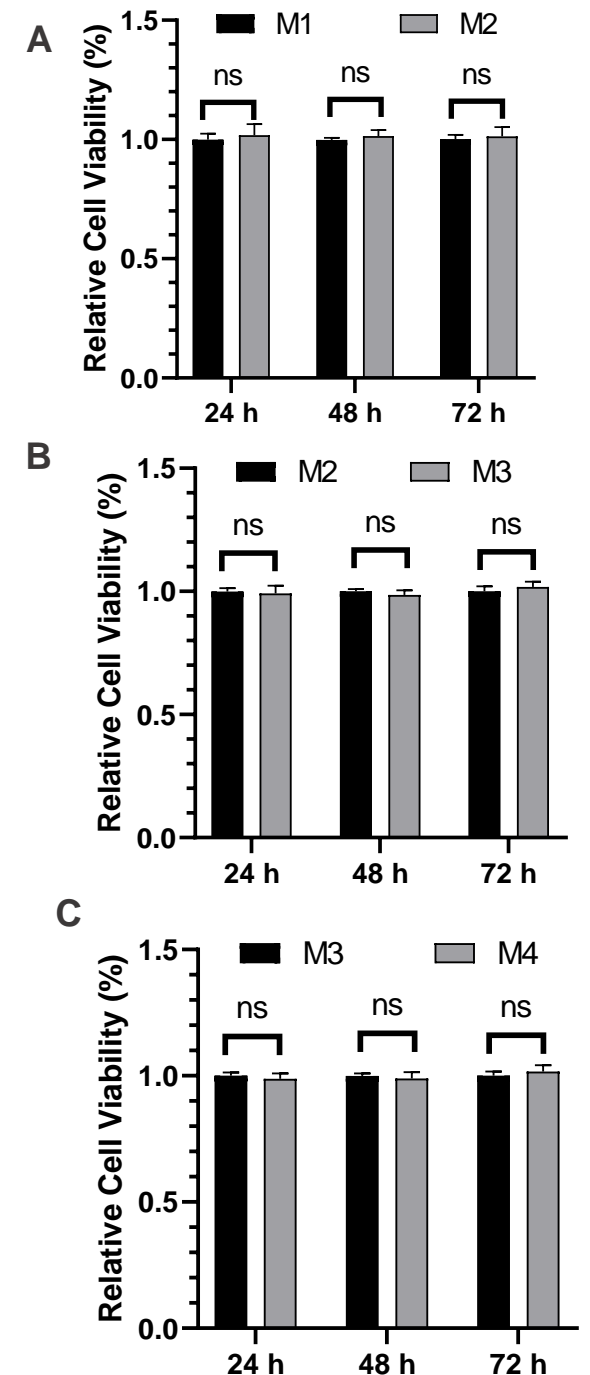 A
Relative Cell Viability (%)
M1 M2
1.5
1.0
0.5
0.0
ns ns ns
24 h 48 h 72 h
B
Relative Cell Viability (%)
M2 M3
1.5
1.0
0.5
0.0
ns ns ns
24 h 48 h 72 h
C
Relative Cell Viability (%)
M3 M4
1.5
1.0
0.5
0.0
ns ns ns
24 h 48 h 72 h